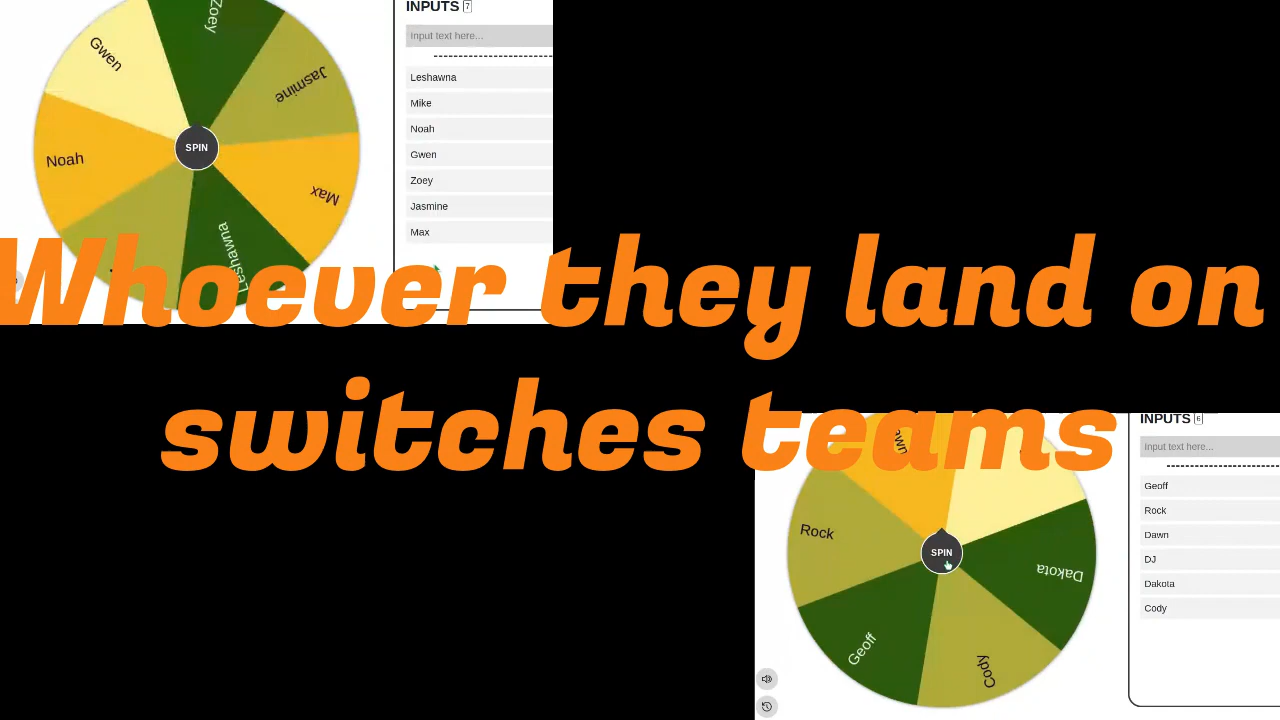 INPUTS 7
Input text here...
Leshawna
Mike
Noah
Gwen
Zoey
Jasmine
Max
Zoey
Gwen
Jasmine
Noah
SPIN
Max
Leshawna
Whoever they land on
switches teams
INPUTS 6
Input text here...
Geoff
Rock
Dawn
DJ
Dakota
Cody
Rock
SPIN
Dakota
Geoff
Cody